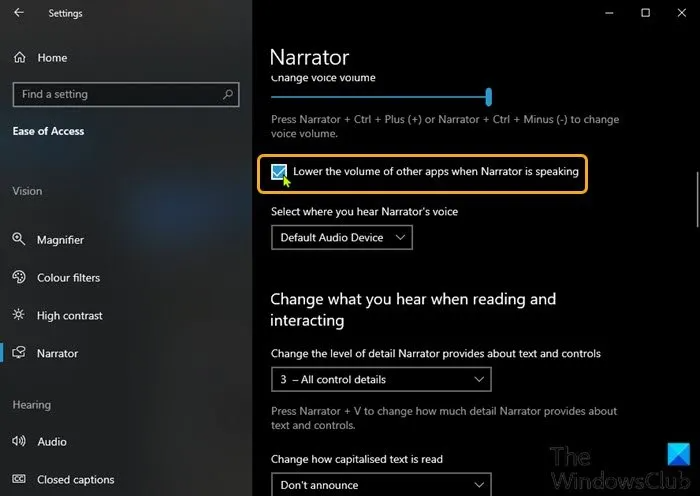 Settings
Home
Find a setting
Ease of Access
Vision
Magnifier
Colour filters
High contrast
Narrator
Hearing
Audio
Closed captions
Narrator
Change voice volume
Press Narrator + Ctrl + Plus (+) or Narrator + Ctrl + Minus (-) to change
voice volume.
Lower the volume of other apps when Narrator is speaking
Select where you hear Narrator's voice
Default Audio Device
Change what you hear when reading and
interacting
Change the level of detail Narrator provides about text and controls
3 – All control details
Press Narrator + V to change how much detail Narrator provides about
text and controls.
Change how capitalised text is read
Don't announce
The
WindowsClub